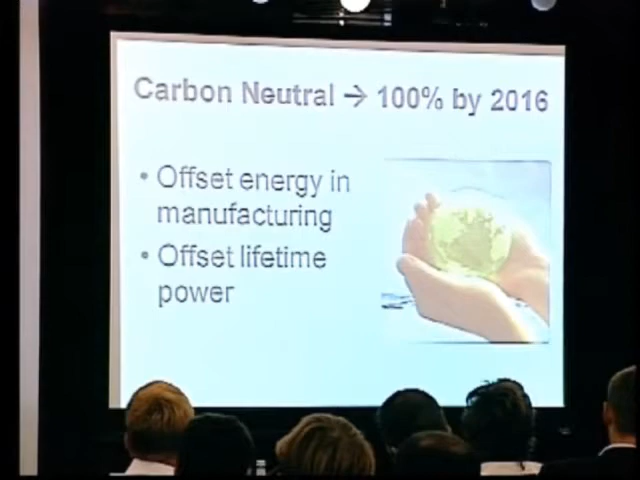 Carbon Neutral → 100% by 2016
• Offset energy in
manufacturing
• Offset lifetime
power